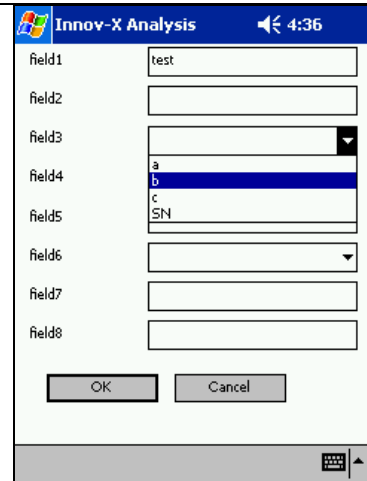 Innov-X Analysis 4:36
field1 test
field2
field3
a
field4 b
c
field5 SN
field6
field7
field8
OK Cancel